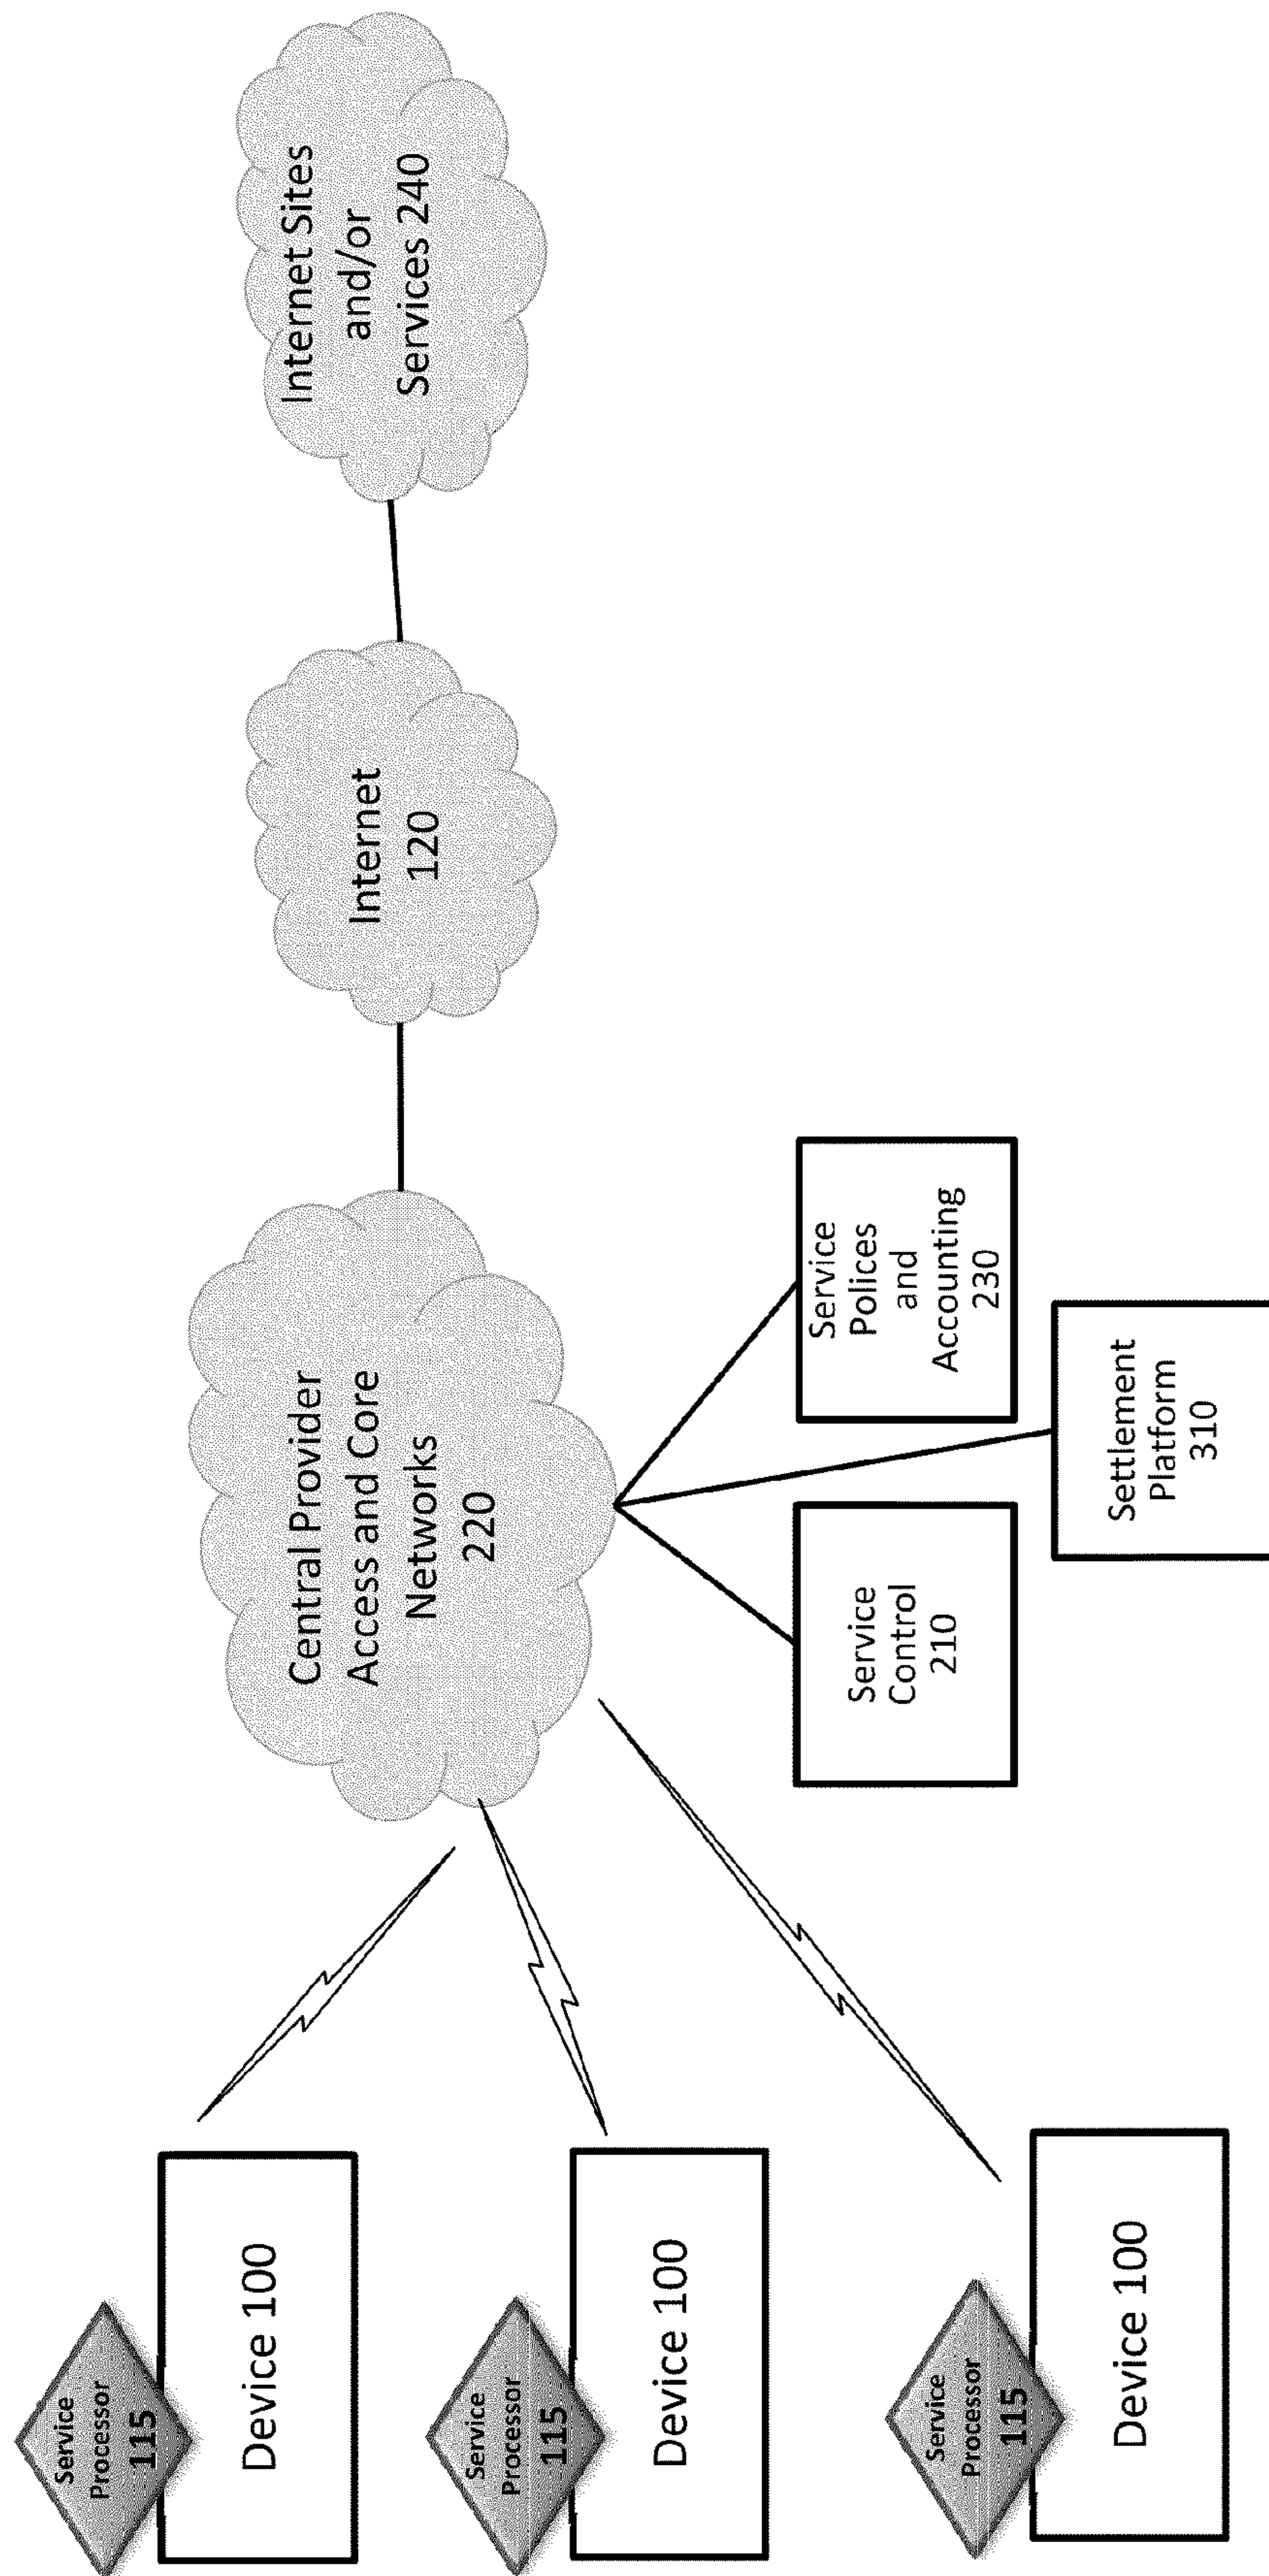 Service
Processor
115
Device 100
Service
Processor
115
Device 100
Service
Processor
115
Device 100
Central Provider
Access and Core
Networks
220
Service
Control
210
Settlement
Platform
310
Service
Polices
and
Accounting
230
Internet
120
Internet Sites
and/or
Services 240